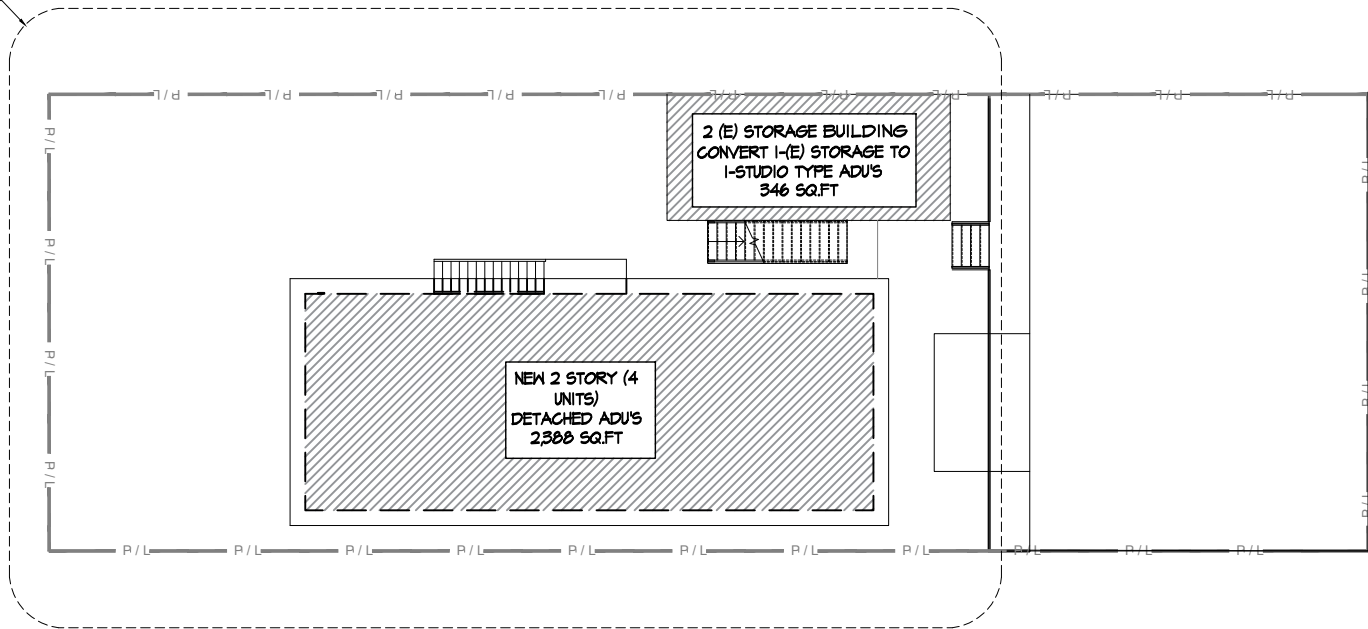 P/L P/L P/L P/L P/L P/L P/L P/L P/L P/L P/L
2 (E) STORAGE BUILDING
CONVERT 1-(E) STORAGE TO
1-STUDIO TYPE ADU'S
346 SQ.FT
P/L
P/L
P/L
P/L
P/L
P/L
P/L
P/L
NEW 2 STORY (4
UNITS)
DETACHED ADU'S
2,388 SQ.FT
P/L P/L P/L P/L P/L P/L P/L P/L P/L P/L P/L